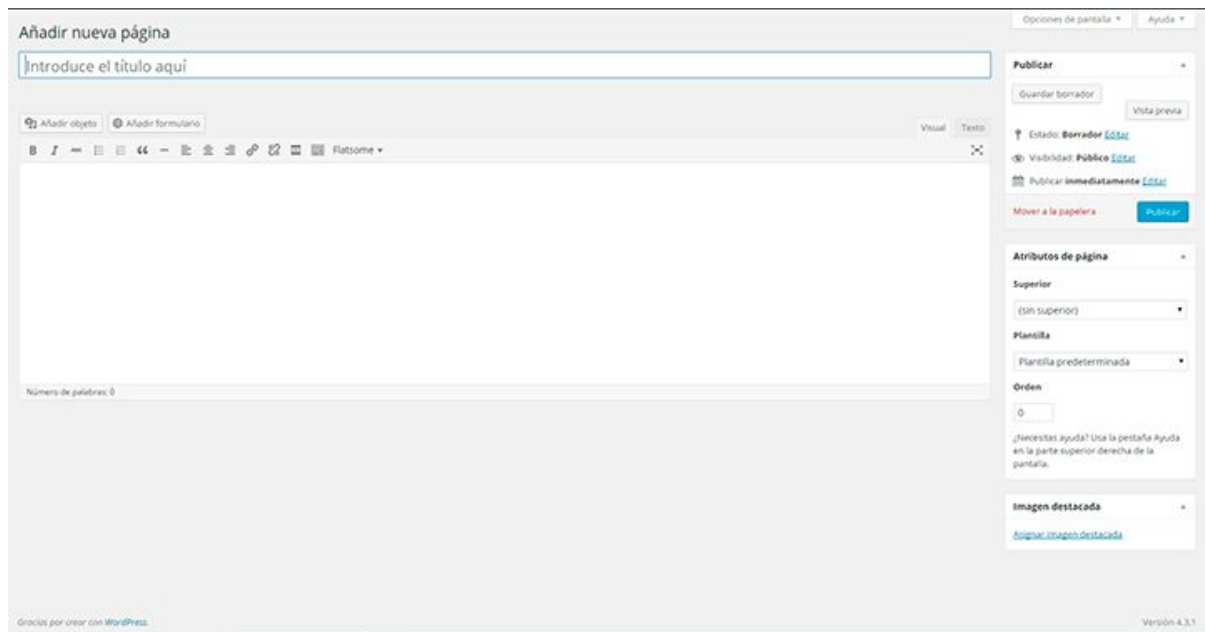 Opciones de pantalla Ayuda
Añadir nueva página
Introduce el título aquí
Añadir objeto Añadir formulario
Visual Texto
B I Flatsome
Número de palabras: 0
Publicar
Guardar borrador
Vista previa
Estado: Borrador Editar
Visibilidad: Público Editar
Publicar inmediatamente Editar
Mover a la papelera Publicar
Atributos de página
Superior
(sin superior)
Plantilla
Plantilla predeterminada
Orden
0
¿Necesitas ayuda? Usa la pestaña Ayuda
en la parte superior derecha de la
pantalla.
Imagen destacada
Asignar imagen destacada
Gracias por crear con WordPress.
Versión 4.3.1